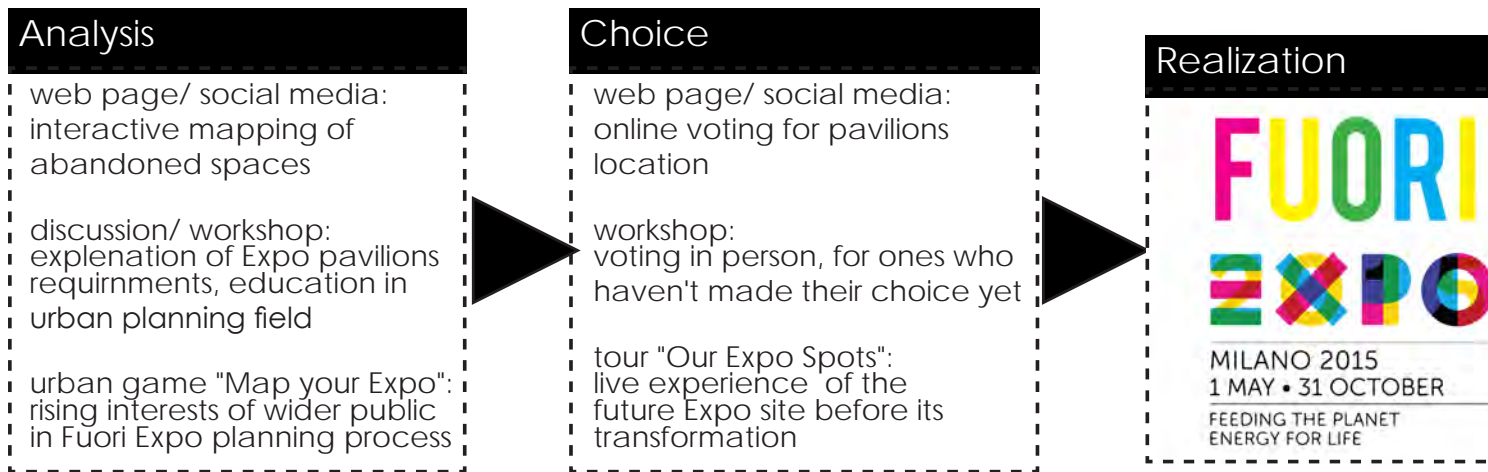 Analysis
web page/ social media:
interactive mapping of
abandoned spaces
discussion/ workshop:
explenation of Expo pavilions
requirnments, education in
urban planning field
urban game "Map your Expo":
rising interests of wider public
in Fuori Expo planning process
Choice
web page/ social media:
online voting for pavilions
location
workshop:
voting in person, for ones who
haven't made their choice yet
tour "Our Expo Spots":
live experience of the
future Expo site before its
transformation
Realization
FUORI
EXPO
MILANO 2015
1 MAY • 31 OCTOBER
FEEDING THE PLANET
ENERGY FOR LIFE